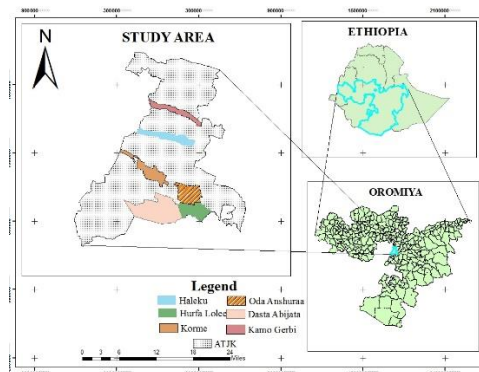 N
STUDY AREA
ETHIOPIA
OROMIYA
Legend
Haleku
Hurfa Lolee
Korme
Oda Anshuraa
Dasta Abijata
Kamo Gerbi
ATJK
0 3 6 12 18 24
Miles